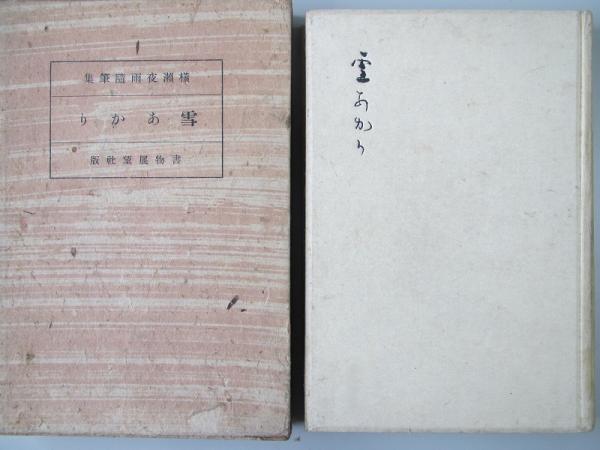 横瀬夜雨随筆集
雪あかり
書物展望社版
雪あかり